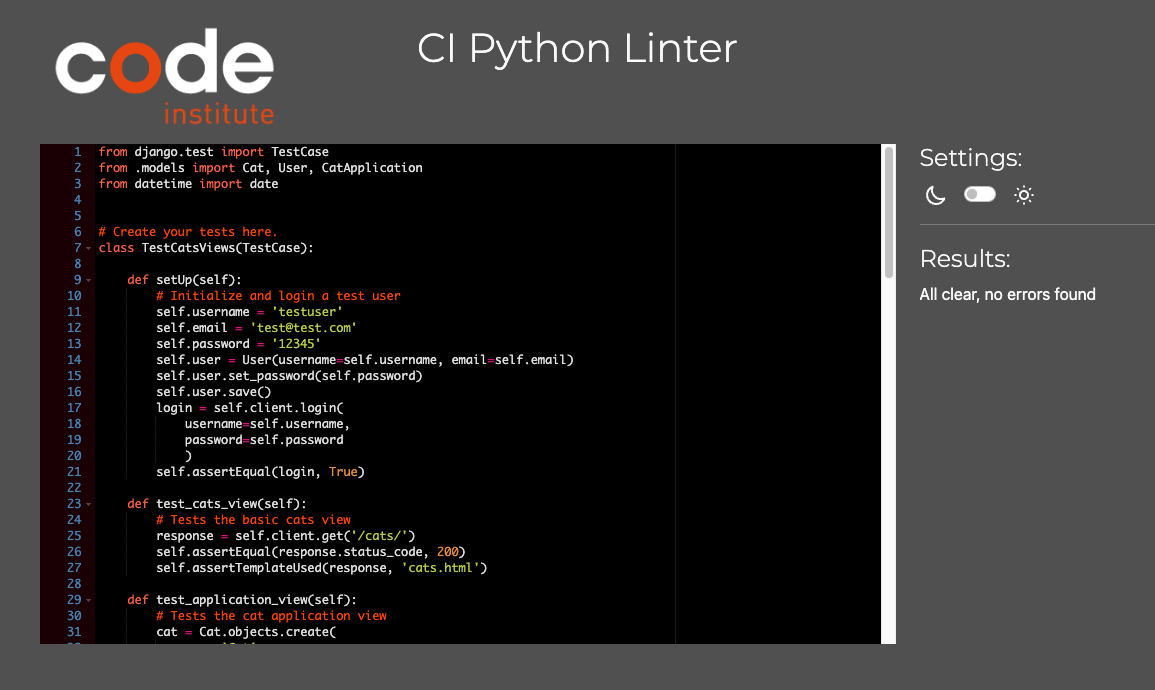 code
institute
CI Python Linter
1 from django.test import TestCase
2 from .models import Cat, User, CatApplication
3 from datetime import date
4
5
6 # Create your tests here.
7 class TestCatsViews(TestCase):
8
9     def setUp(self):
10         # Initialize and login a test user
11         self.username = 'testuser'
12         self.email = 'test@test.com'
13         self.password = '12345'
14         self.user = User(username=self.username, email=self.email)
15         self.user.set_password(self.password)
16         self.user.save()
17         login = self.client.login(
18             username=self.username,
19             password=self.password
20             )
21         self.assertEqual(login, True)
22
23     def test_cats_view(self):
24         # Tests the basic cats view
25         response = self.client.get('/cats/')
26         self.assertEqual(response.status_code, 200)
27         self.assertTemplateUsed(response, 'cats.html')
28
29     def test_application_view(self):
30         # Tests the cat application view
31         cat = Cat.objects.create(
Settings:
Results:
All clear, no errors found